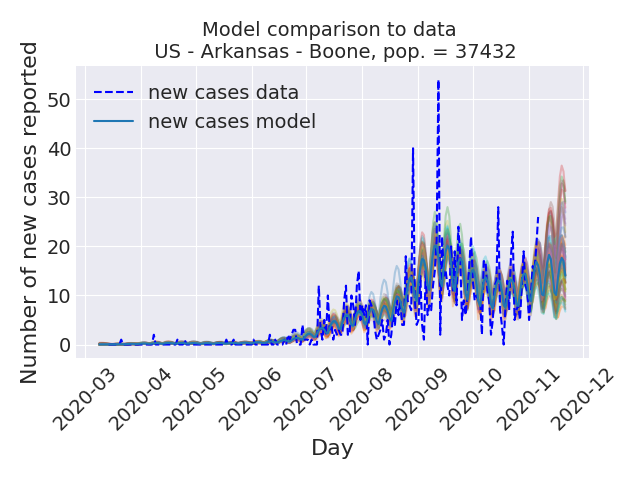 Model comparison to data
US - Arkansas - Boone, pop. = 37432
Number of new cases reported
50
40
30
20
10
0
new cases data
new cases model
2020-03
2020-04
2020-05
2020-06
2020-07
2020-08
2020-09
2020-10
2020-11
2020-12
Day